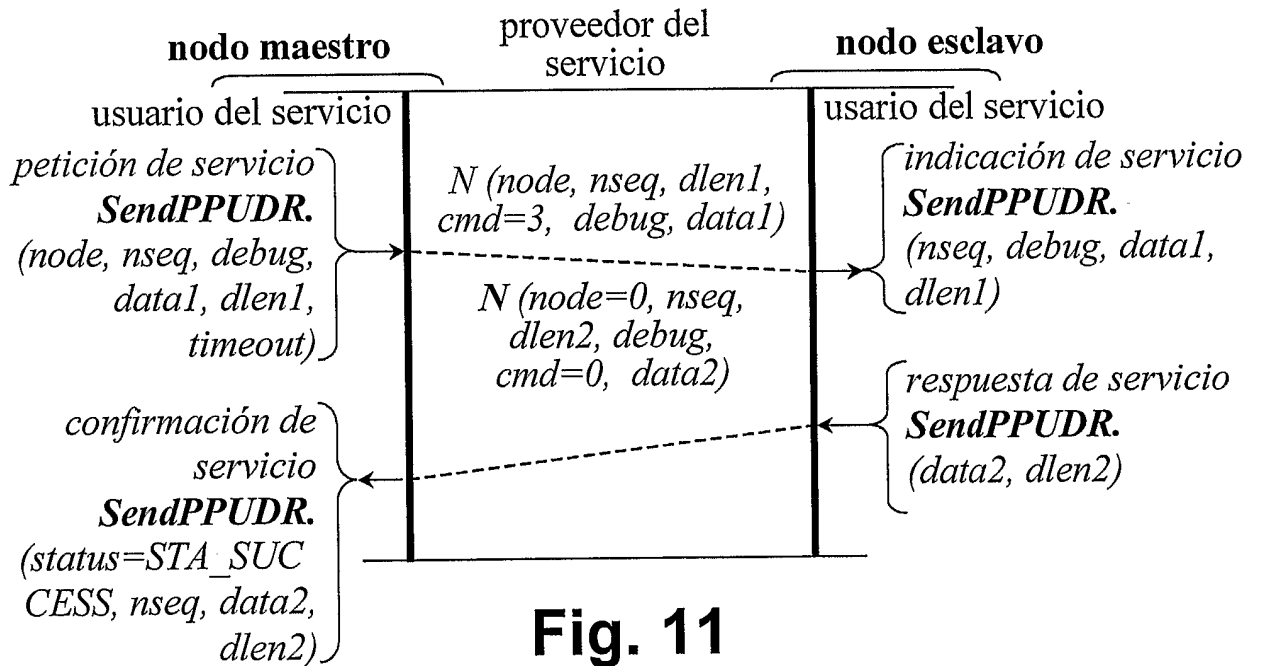 nodo maestro
proveedor del
servicio
nodo esclavo
usuario del servicio
usario del servicio
petición de servicio
SendPPUDR.
(node, nseq, debug,
data1, dlen1,
timeout)
N (node, nseq, dlen1,
cmd=3, debug, data1)
N (node=0, nseq,
dlen2, debug,
cmd=0, data2)
indicación de servicio
SendPPUDR.
(nseq, debug, data1,
dlen1)
confirmación de
servicio
SendPPUDR.
(status=STA_SUC
CESS, nseq, data2,
dlen2)
respuesta de servicio
SendPPUDR.
(data2, dlen2)
Fig. 11